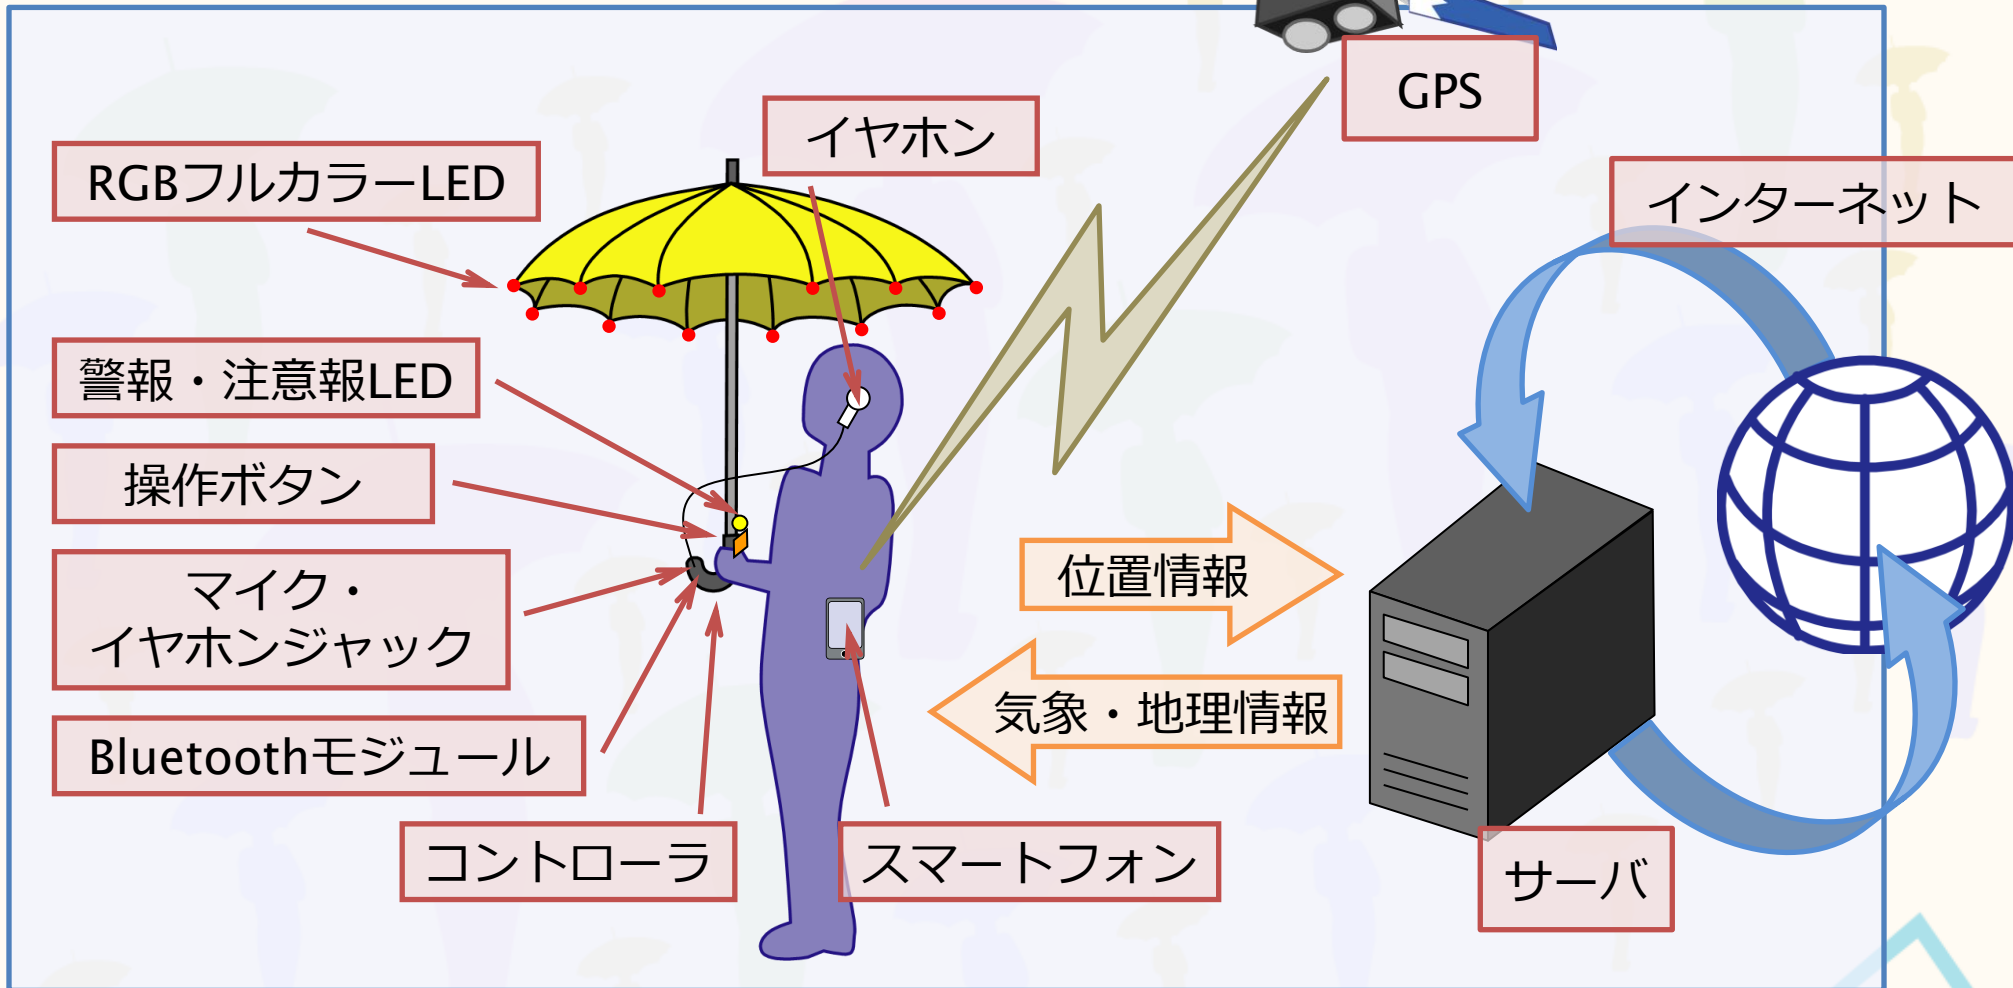 GPS
イヤホン
RGBフルカラーLED
インターネット
警報・注意報LED
操作ボタン
位置情報
マイク・
イヤホンジャック
気象・地理情報
Bluetoothモジュール
コントローラ
スマートフォン
サーバ